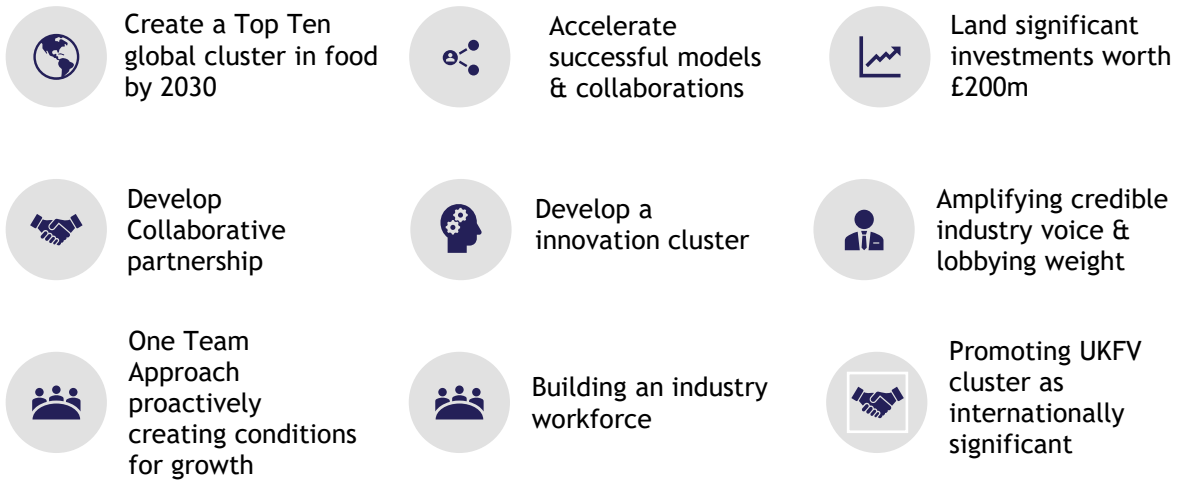 Create a Top Ten
global cluster in food
by 2030
Accelerate
successful models
& collaborations
Land significant
investments worth
£200m
Develop
Collaborative
partnership
Develop a
innovation cluster
Amplifying credible
industry voice &
lobbying weight
One Team
Approach
proactively
creating conditions
for growth
Building an industry
workforce
Promoting UKFV
cluster as
internationally
significant